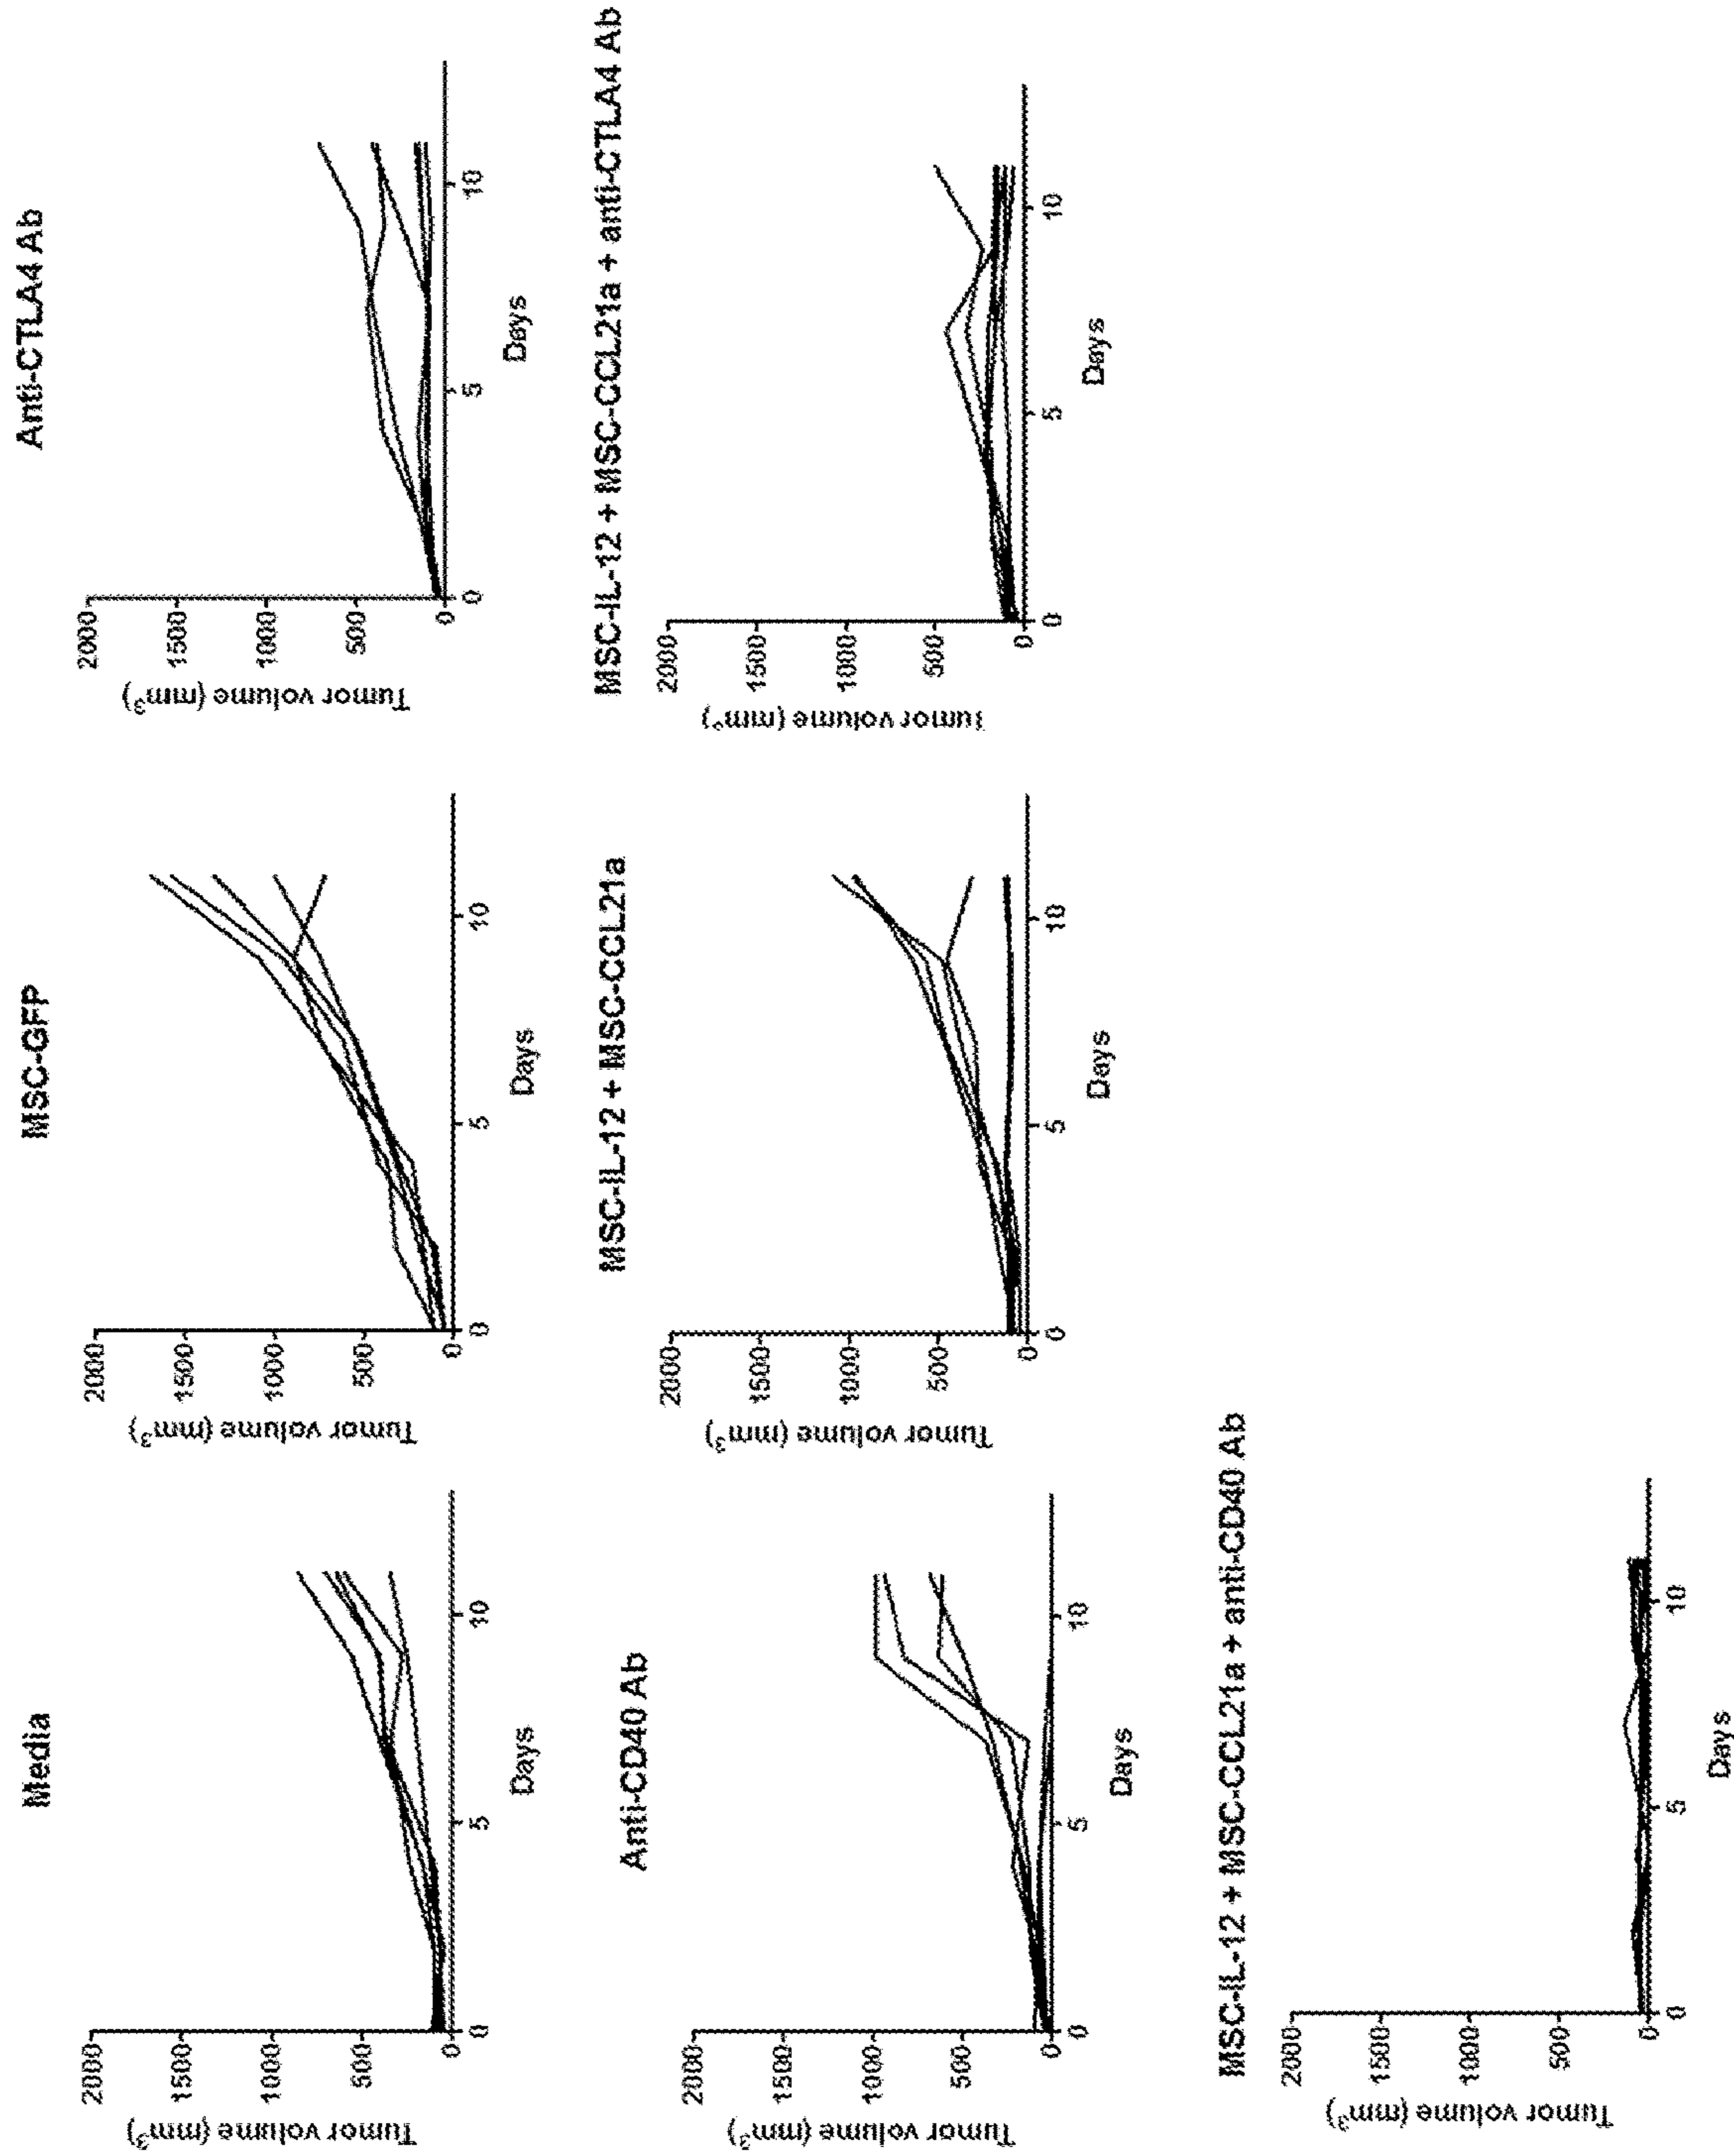 Media
2000
1500
1000
500
0
Tumor volume (mm³)
0
5
10
Days
MSC-GFP
2000
1500
1000
500
0
Tumor volume (mm³)
0
5
10
Days
Anti-CTLA4 Ab
2000
1500
1000
500
0
Tumor volume (mm³)
0
5
10
Days
Anti-CD40 Ab
2000
1500
1000
500
0
Tumor volume (mm³)
0
5
10
Days
MSC-IL-12 + MSC-CCL21a
2000
1500
1000
500
0
Tumor volume (mm³)
0
5
10
Days
MSC-IL-12 + MSC-CCL21a + anti-CTLA4 Ab
2000
1500
1000
500
0
Tumor volume (mm³)
0
5
10
Days
MSC-IL-12 + MSC-CCL21a + anti-CD40 Ab
2000
1500
1000
500
0
Tumor volume (mm³)
0
5
10
Days